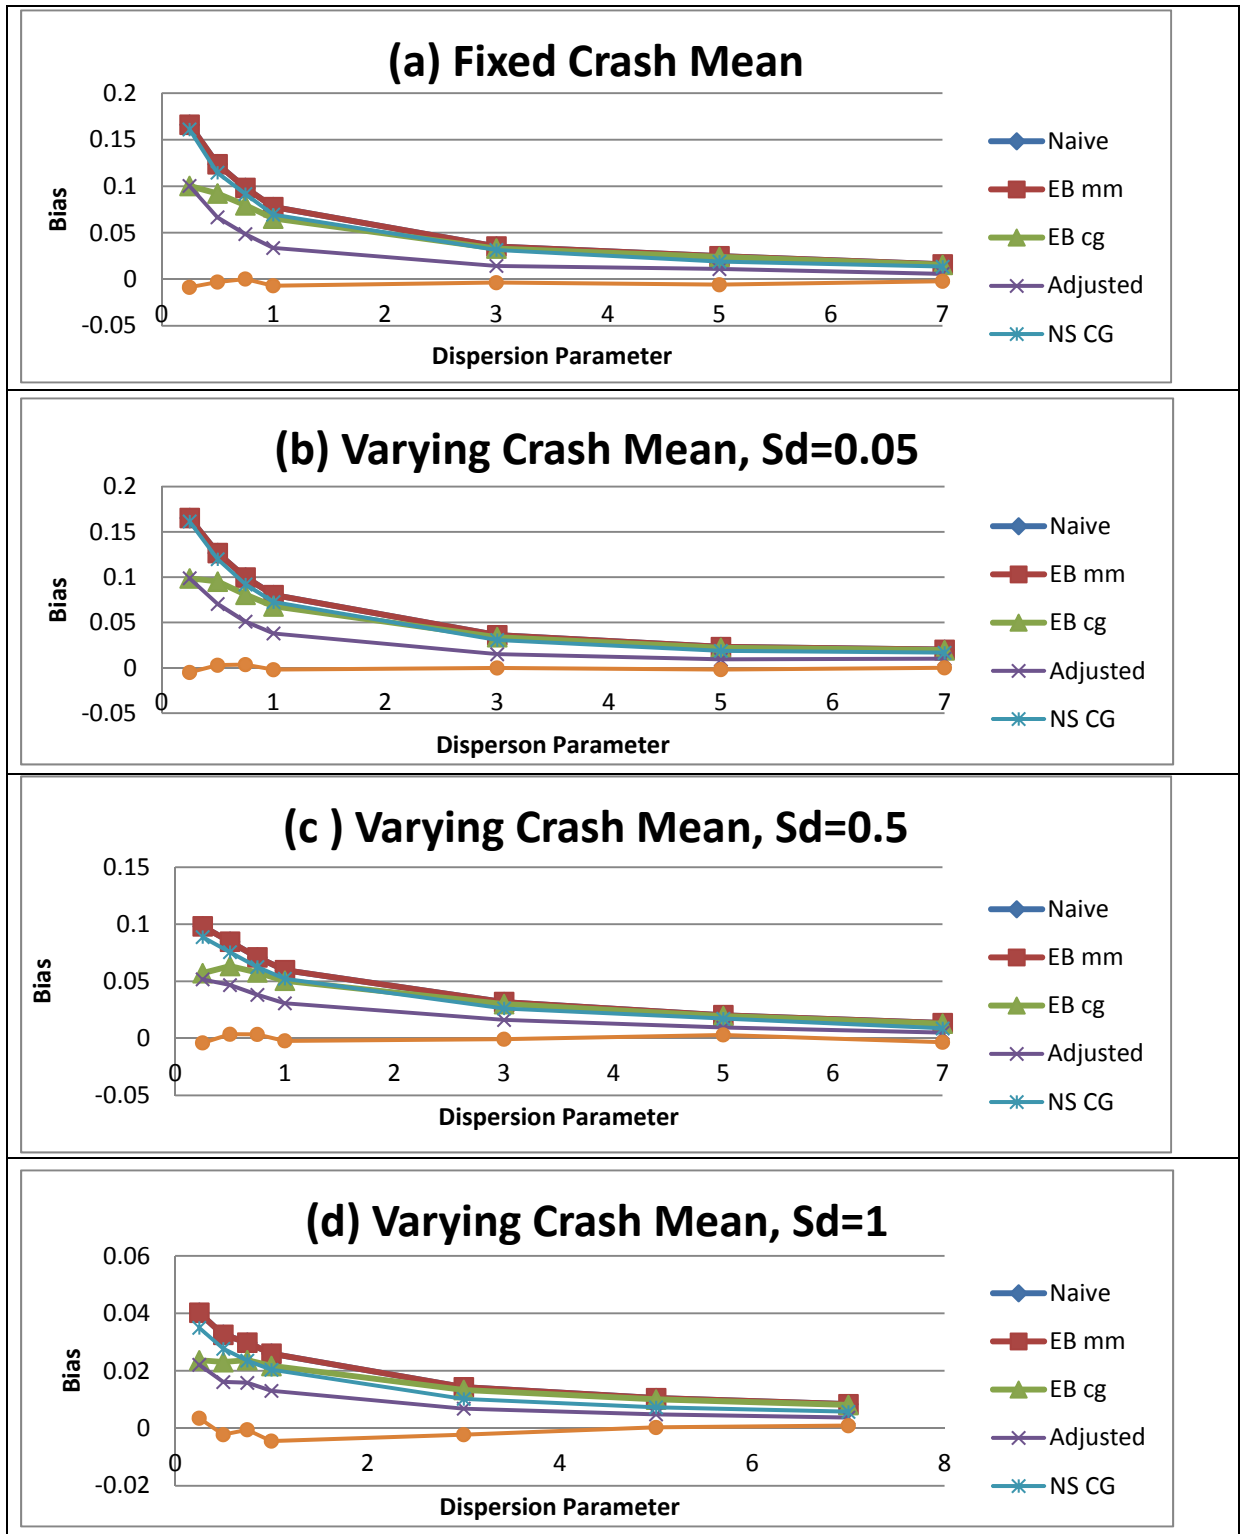 (a) Fixed Crash Mean
0.2
0.15
0.1
0.05
0
-0.05
Bias
0 1 2 3 4 5 6 7
Dispersion Parameter
Naive
EB mm
EB cg
Adjusted
NS CG
(b) Varying Crash Mean, Sd=0.05
0.2
0.15
0.1
0.05
0
-0.05
Bias
0 1 2 3 4 5 6 7
Disperson Parameter
Naive
EB mm
EB cg
Adjusted
NS CG
(c ) Varying Crash Mean, Sd=0.5
0.15
0.1
0.05
0
-0.05
Bias
0 1 2 3 4 5 6 7
Dispersion Parameter
Naive
EB mm
EB cg
Adjusted
NS CG
(d) Varying Crash Mean, Sd=1
0.06
0.04
0.02
0
-0.02
Bias
0 2 4 6 8
Dispersion Parameter
Naive
EB mm
EB cg
Adjusted
NS CG